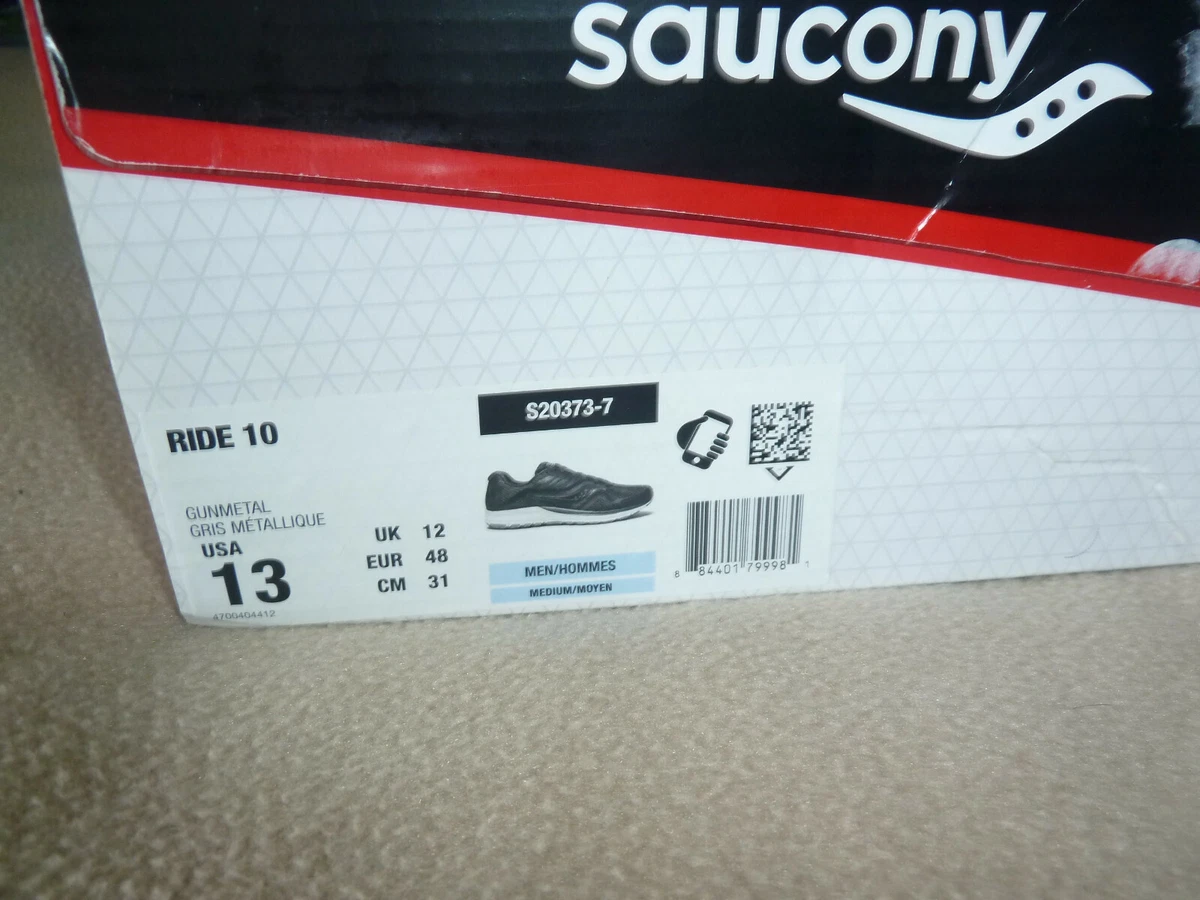 saucony
RIDE 10
S20373-7
GUNMETAL
GRIS MÉTALLIQUE
USA
13
UK 12
EUR 48
CM 31
4700404412
MEN/HOMMES
MEDIUM/MOYEN
8 84401 79998 1